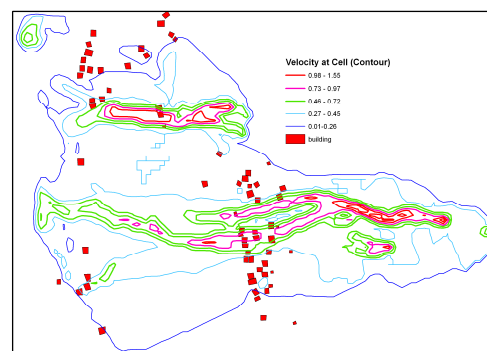 Velocity at Cell (Contour)
0.98 - 1.55
0.73 - 0.97
0.46 - 0.72
0.27 - 0.45
0.01-0.26
building